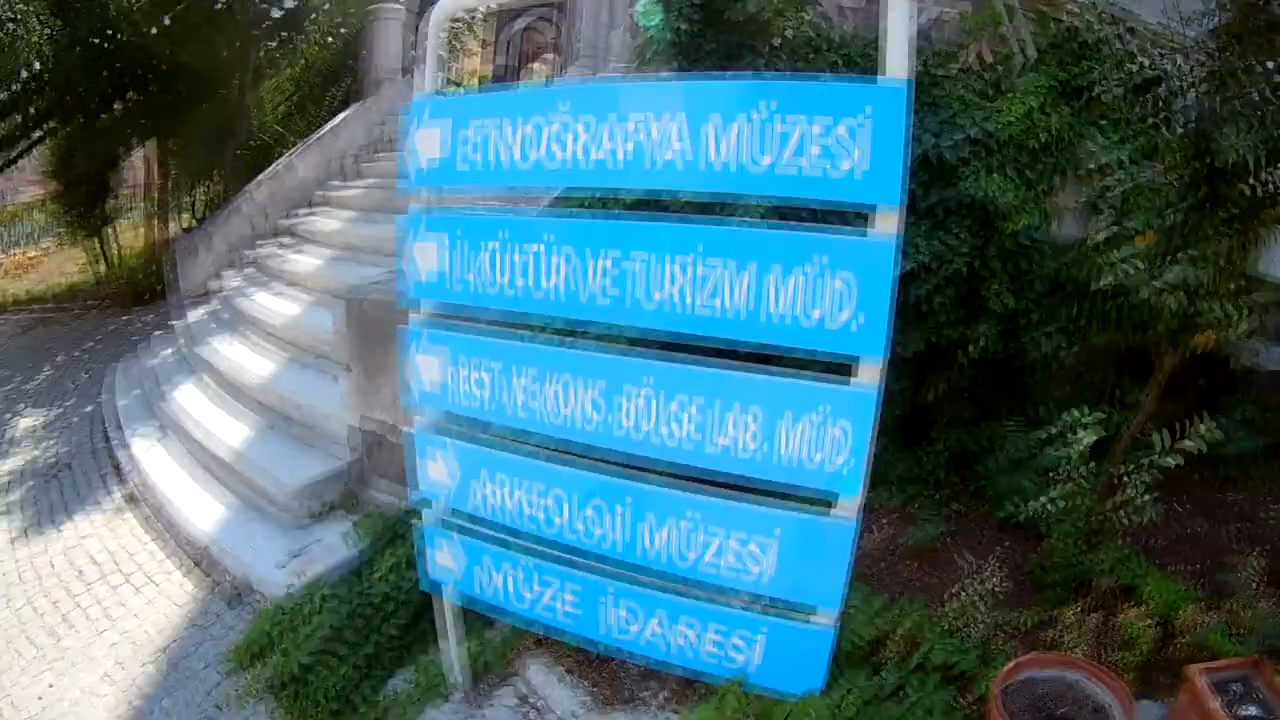 ETNOĞRAFYA MÜZESİ
İL KÜLTÜR VE TURİZM MÜD.
REST. VE KONS. BÖLGE LAB. MÜD.
ARKEOLOJİ MÜZESİ
MÜZE İDARESİ